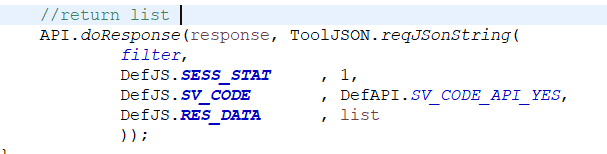 //return list
API.doResponse(response, ToolJSON.reqJSonString(
filter,
DefJS.SESS_STAT , 1,
DefJS.SV_CODE , DefAPI.SV_CODE_API_YES,
DefJS.RES_DATA , list
));